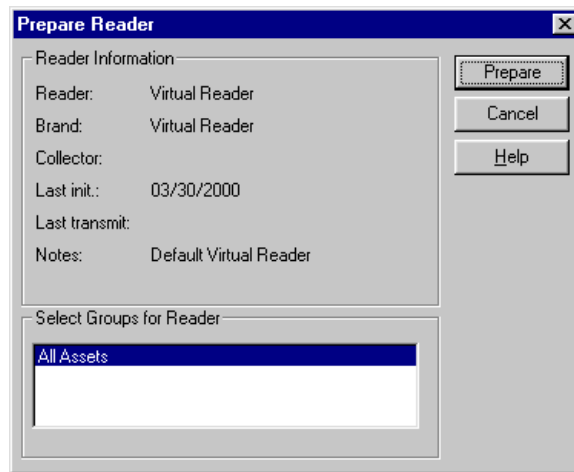 Prepare Reader
Reader Information
Reader: Virtual Reader
Brand: Virtual Reader
Collector:
Last init.: 03/30/2000
Last transmit:
Notes: Default Virtual Reader
Select Groups for Reader
All Assets
Prepare
Cancel
Help